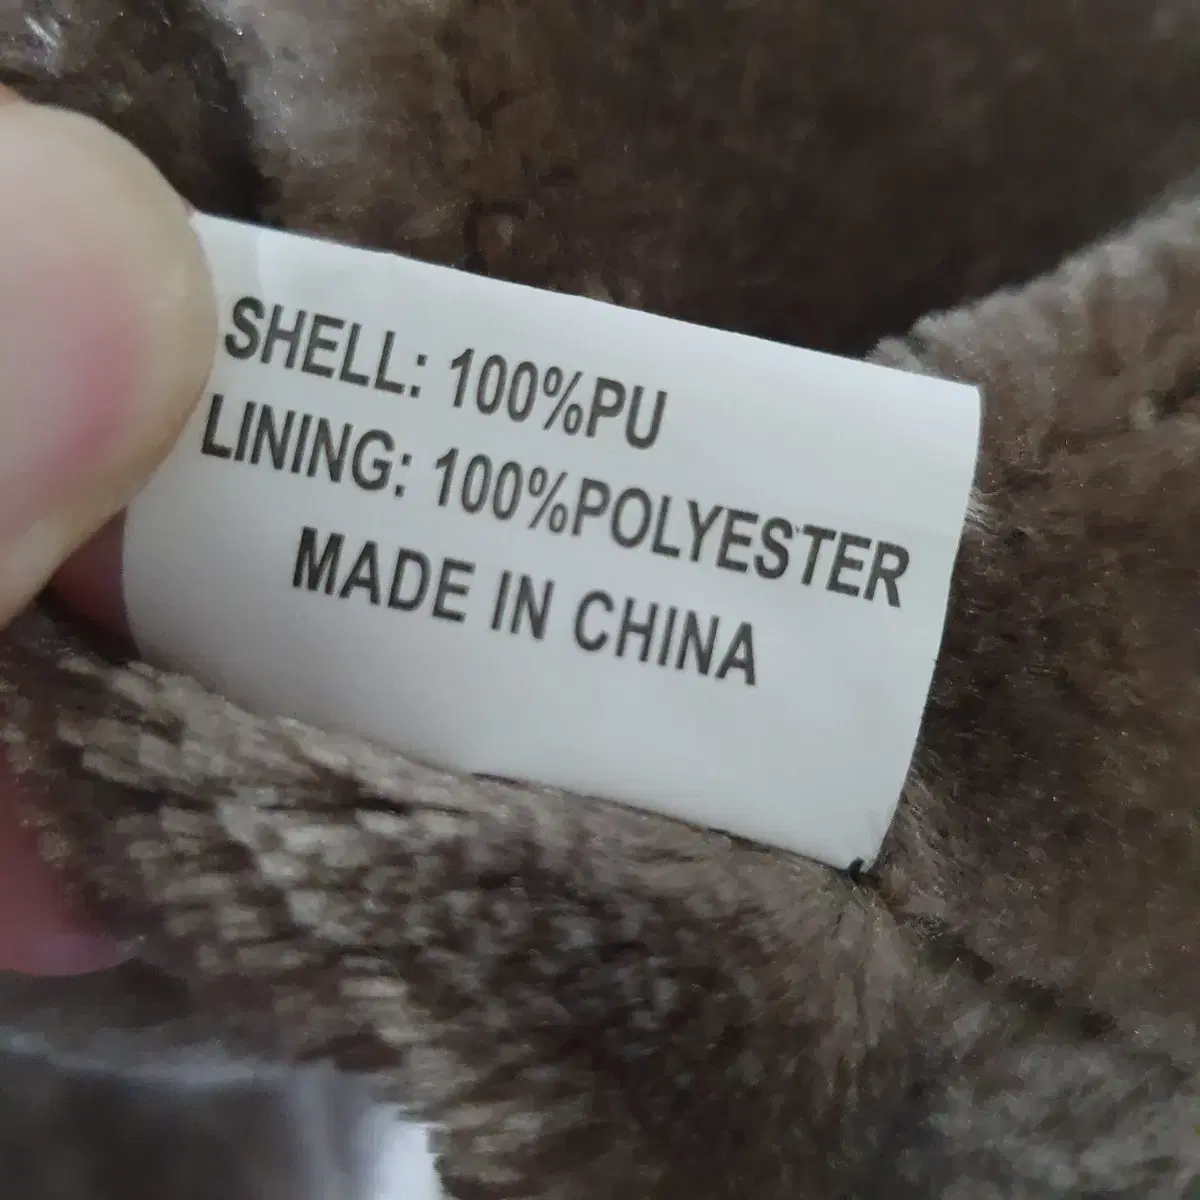 SHELL: 100%PU
LINING: 100%POLYESTER
MADE IN CHINA